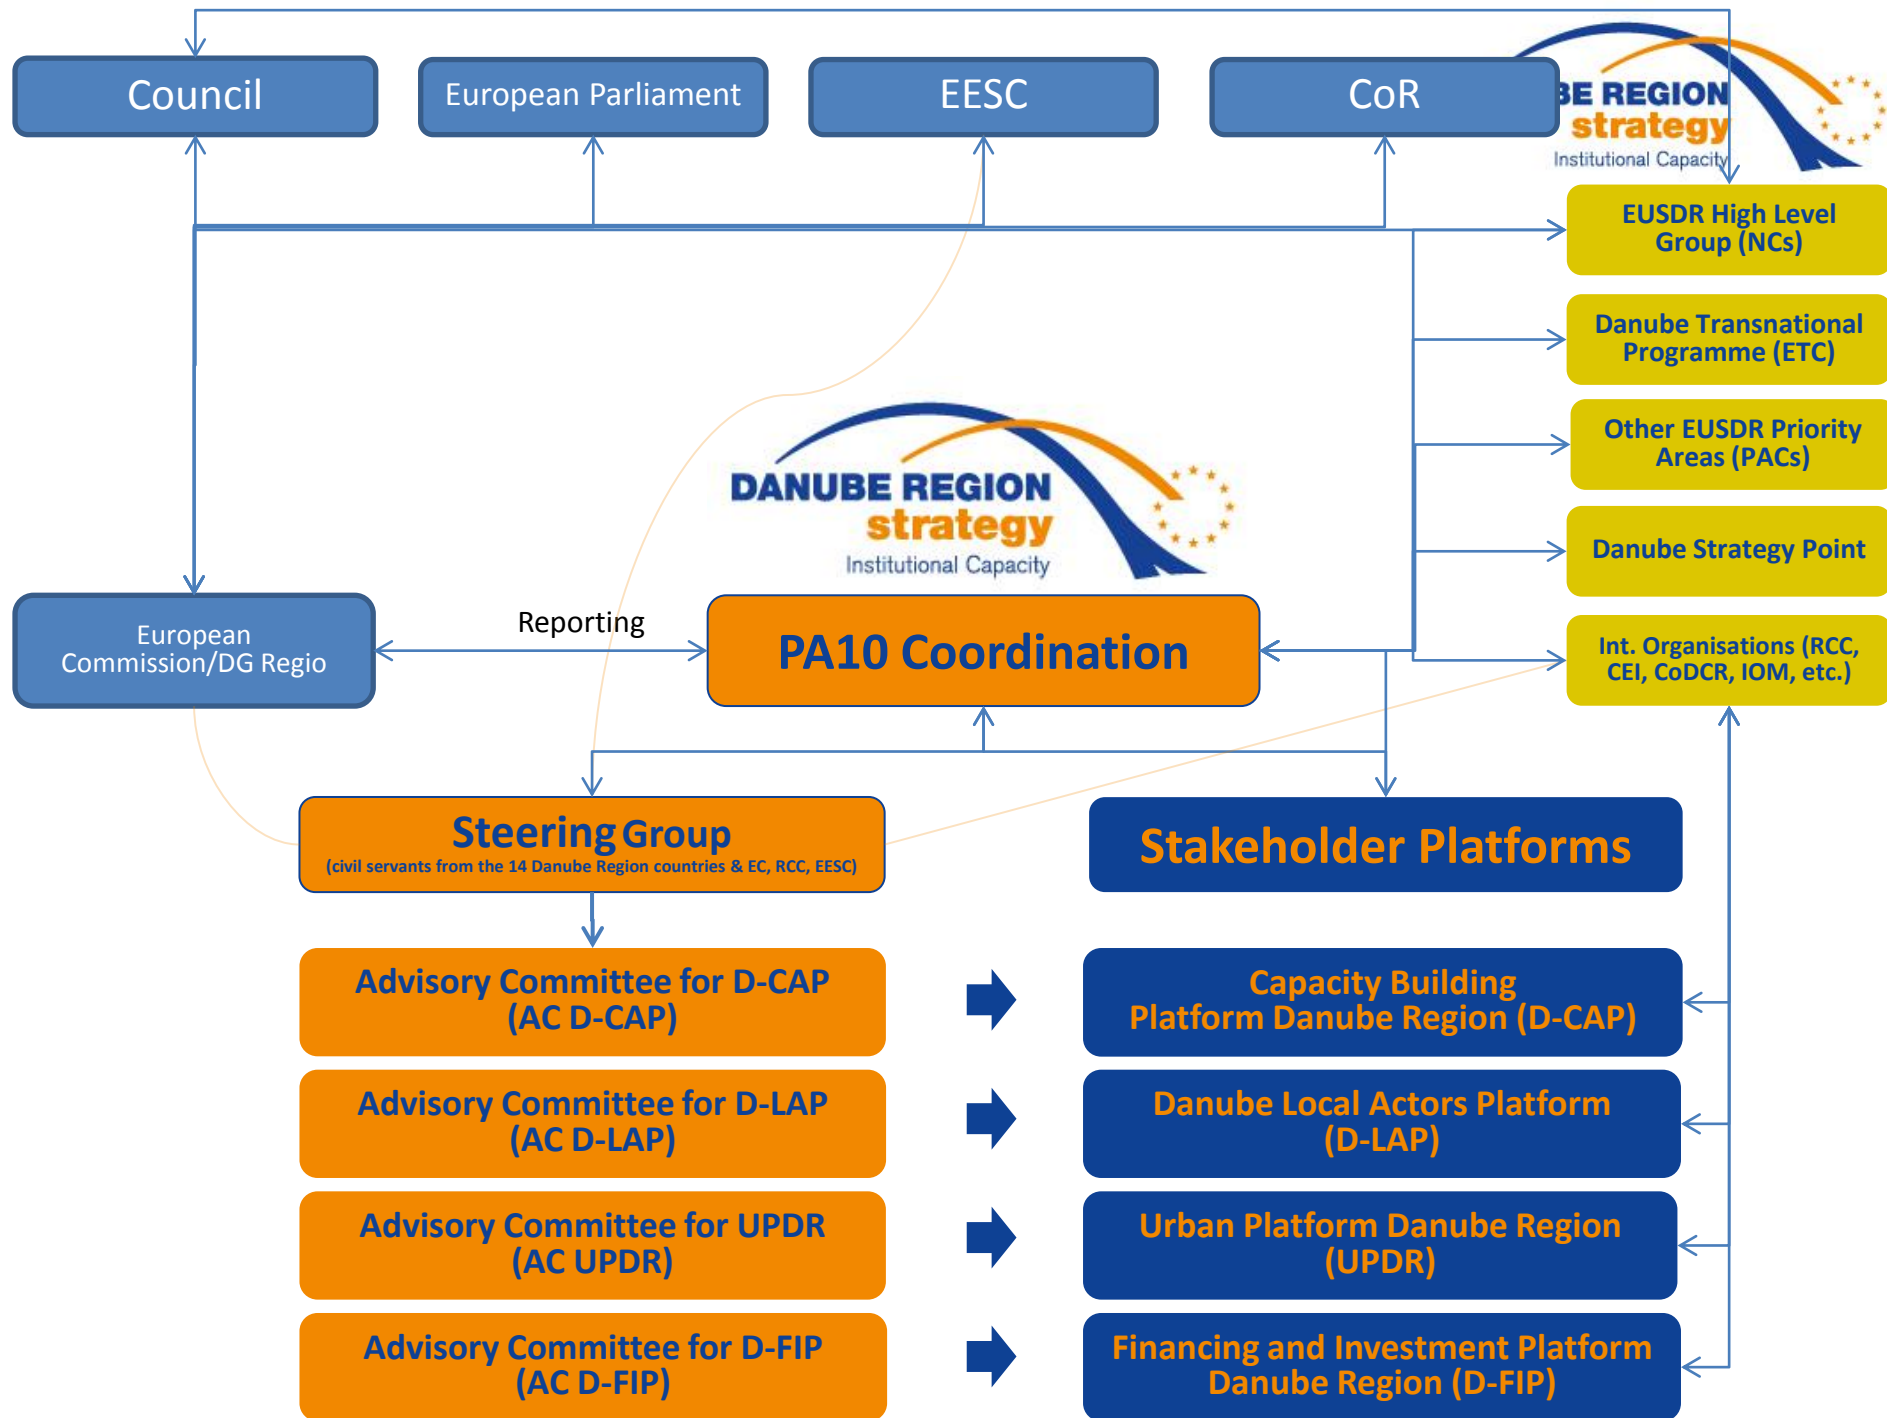 Council
European Parliament
EESC
CoR
BE REGION
strategy
Institutional Capacity
EUSDR High Level
Group (NCs)
Danube Transnational
Programme (ETC)
Other EUSDR Priority
Areas (PACs)
DANUBE REGION
strategy
Institutional Capacity
Danube Strategy Point
European
Commission/DG Regio
Reporting
PA10 Coordination
Int. Organisations (RCC,
CEI, CoDCR, IOM, etc.)
Steering Group
(civil servants from the 14 Danube Region countries & EC, RCC, EESC)
Stakeholder Platforms
Advisory Committee for D-CAP
(AC D-CAP)
Capacity Building
Platform Danube Region (D-CAP)
Advisory Committee for D-LAP
(AC D-LAP)
Danube Local Actors Platform
(D-LAP)
Advisory Committee for UPDR
(AC UPDR)
Urban Platform Danube Region
(UPDR)
Advisory Committee for D-FIP
(AC D-FIP)
Financing and Investment Platform
Danube Region (D-FIP)